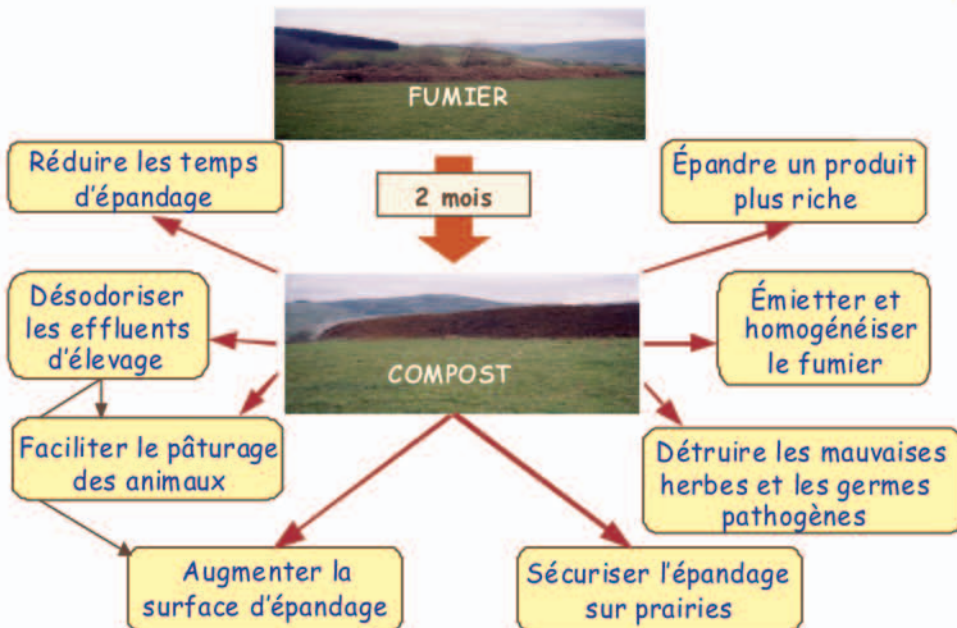 FUMIER
Réduire les temps
d'épandage
2 mois
Épandre un produit
plus riche
Désodoriser
les effluents
d'élevage
COMPOST
Émietter et
homogénéiser
le fumier
Faciliter le pâturage
des animaux
Détruire les mauvaises
herbes et les germes
pathogènes
Augmenter la
surface d'épandage
Sécuriser l'épandage
sur prairies